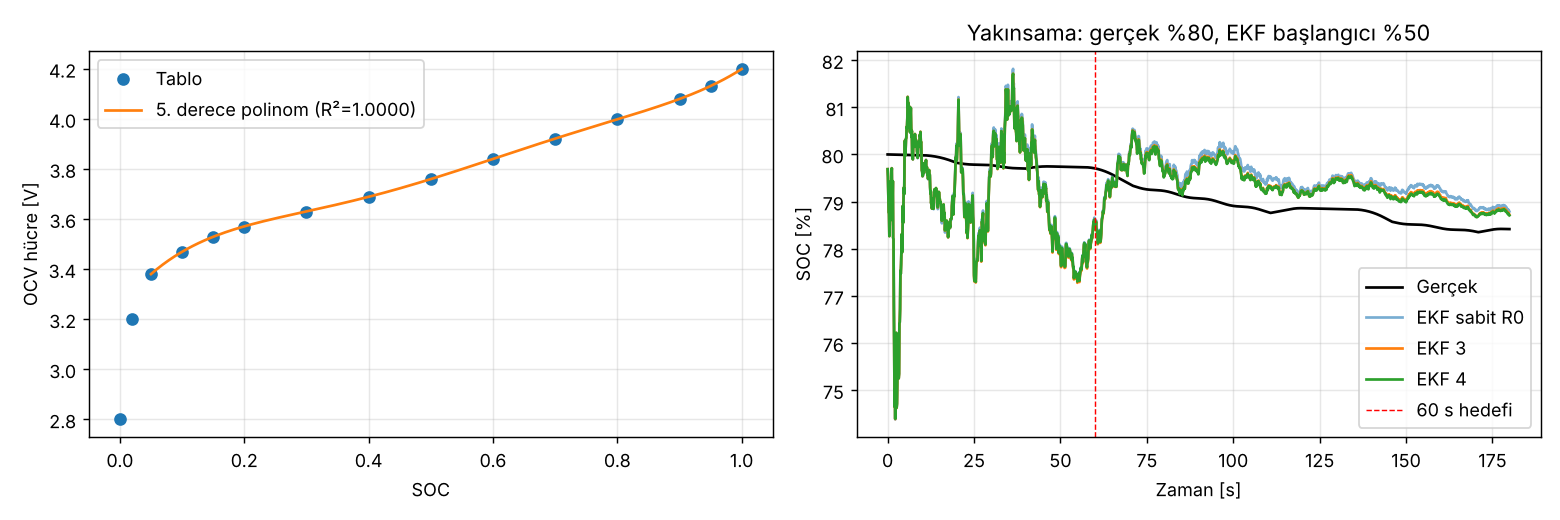 OCV hücre [V]
4.2
4.0
3.8
3.6
3.4
3.2
3.0
2.8
Tablo
5. derece polinom (R²=1.0000)
0.0 0.2 0.4 0.6 0.8 1.0
SOC
Yakınsama: gerçek %80, EKF başlangıcı %50
SOC [%]
82
81
80
79
78
77
76
75
Gerçek
EKF sabit R0
EKF 3
EKF 4
60 s hedefi
0 25 50 75 100 125 150 175
Zaman [s]